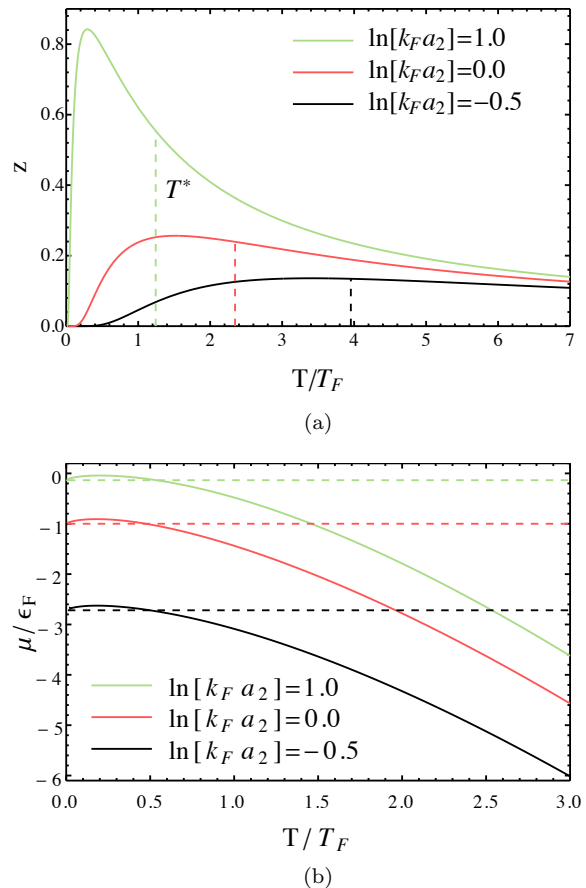 ln[k_F a_2]=1.0
ln[k_F a_2]=0.0
ln[k_F a_2]=−0.5
z
0.8
0.6
0.4
0.2
0.0
T*
0 1 2 3 4 5 6 7
T/T_F
(a)
μ/ϵ_F
0
−1
−2
−3
−4
−5
−6
ln[k_F a_2]=1.0
ln[k_F a_2]=0.0
ln[k_F a_2]=−0.5
0.0 0.5 1.0 1.5 2.0 2.5 3.0
T/T_F
(b)